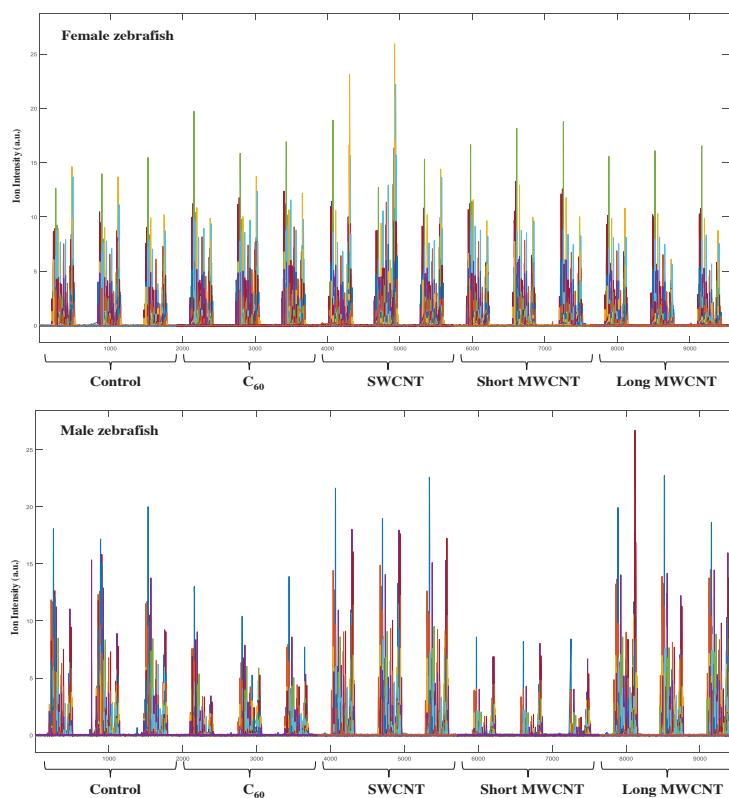 Female zebrafish
Ion Intensity (a.u.)
25
20
15
10
5
0
1000 2000 3000 4000 5000 6000 7000 8000 9000
Control C₆₀ SWCNT Short MWCNT Long MWCNT
Male zebrafish
Ion Intensity (a.u.)
25
20
15
10
5
0
1000 2000 3000 4000 5000 6000 7000 8000 9000
Control C₆₀ SWCNT Short MWCNT Long MWCNT